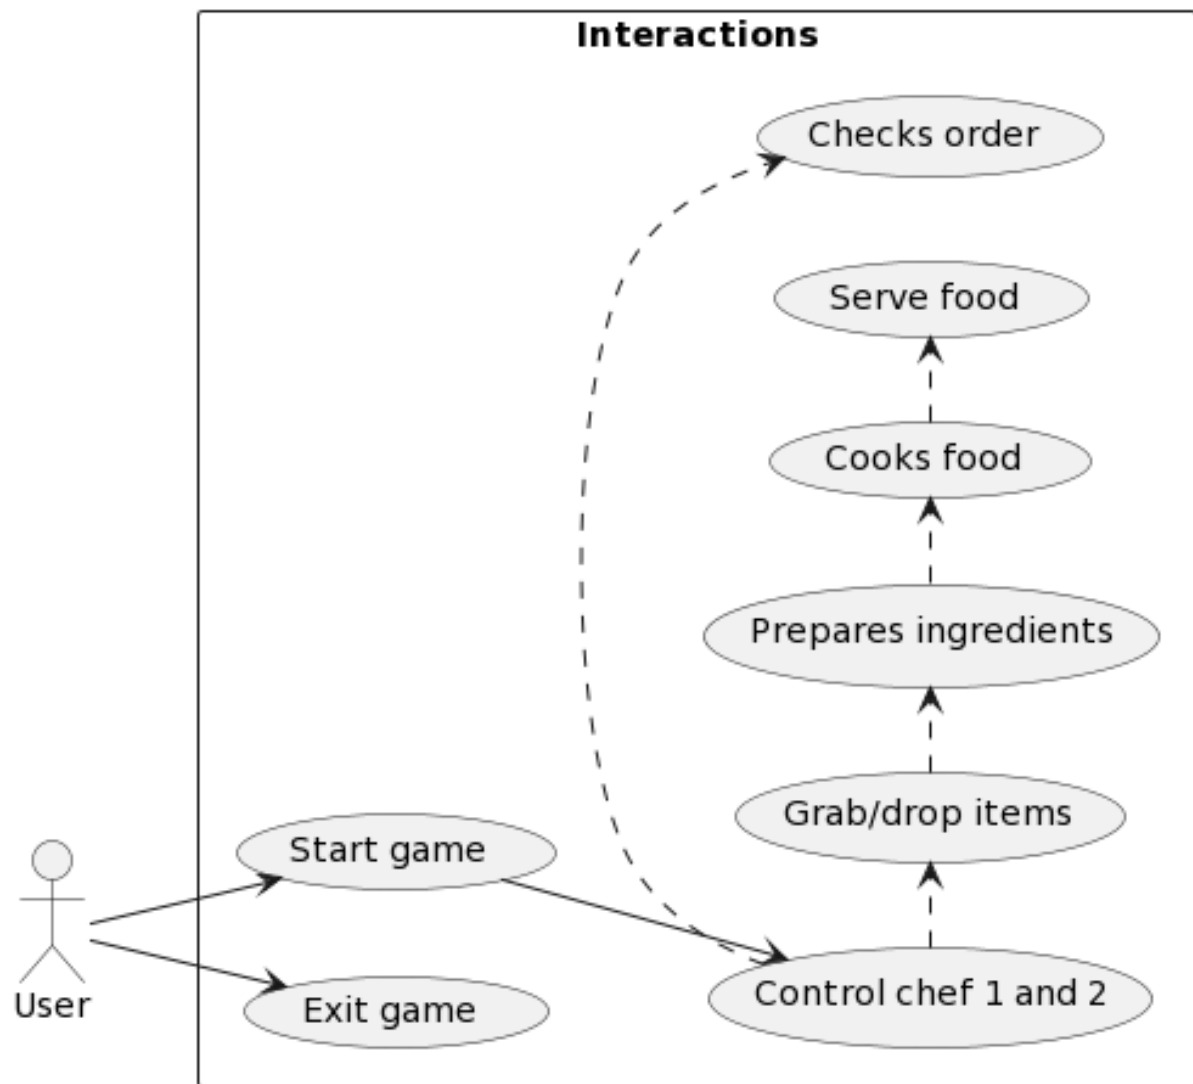 Interactions
Checks order
Serve food
Cooks food
Prepares ingredients
Grab/drop items
Start game
Control chef 1 and 2
Exit game
User